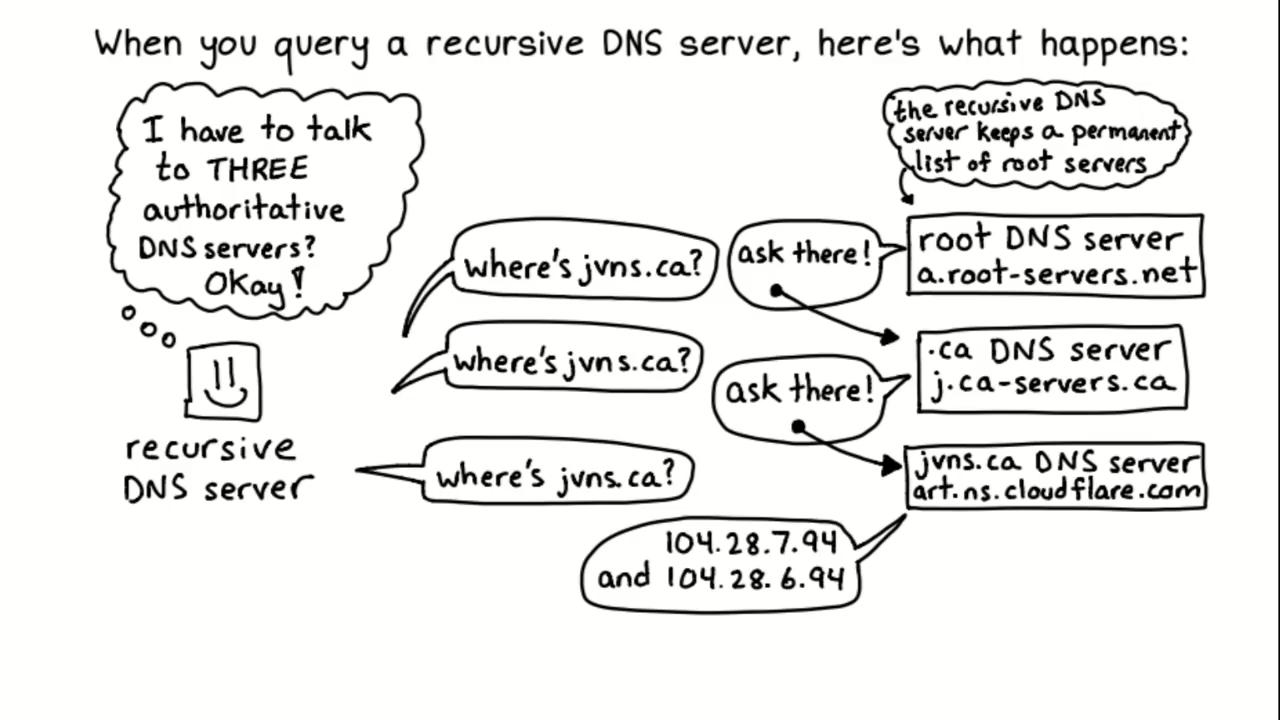 When you query a recursive DNS server, here's what happens:
I have to talk
to THREE
authoritative
DNS servers?
Okay!
the recursive DNS
server keeps a permanent
list of root servers
where's jvns.ca?
ask there!
root DNS server
a.root-servers.net
where's jvns.ca?
ask there!
.ca DNS server
j.ca-servers.ca
recursive
DNS server
where's jvns.ca?
jvns.ca DNS server
art.ns.cloudflare.com
104.28.7.94
and 104.28.6.94